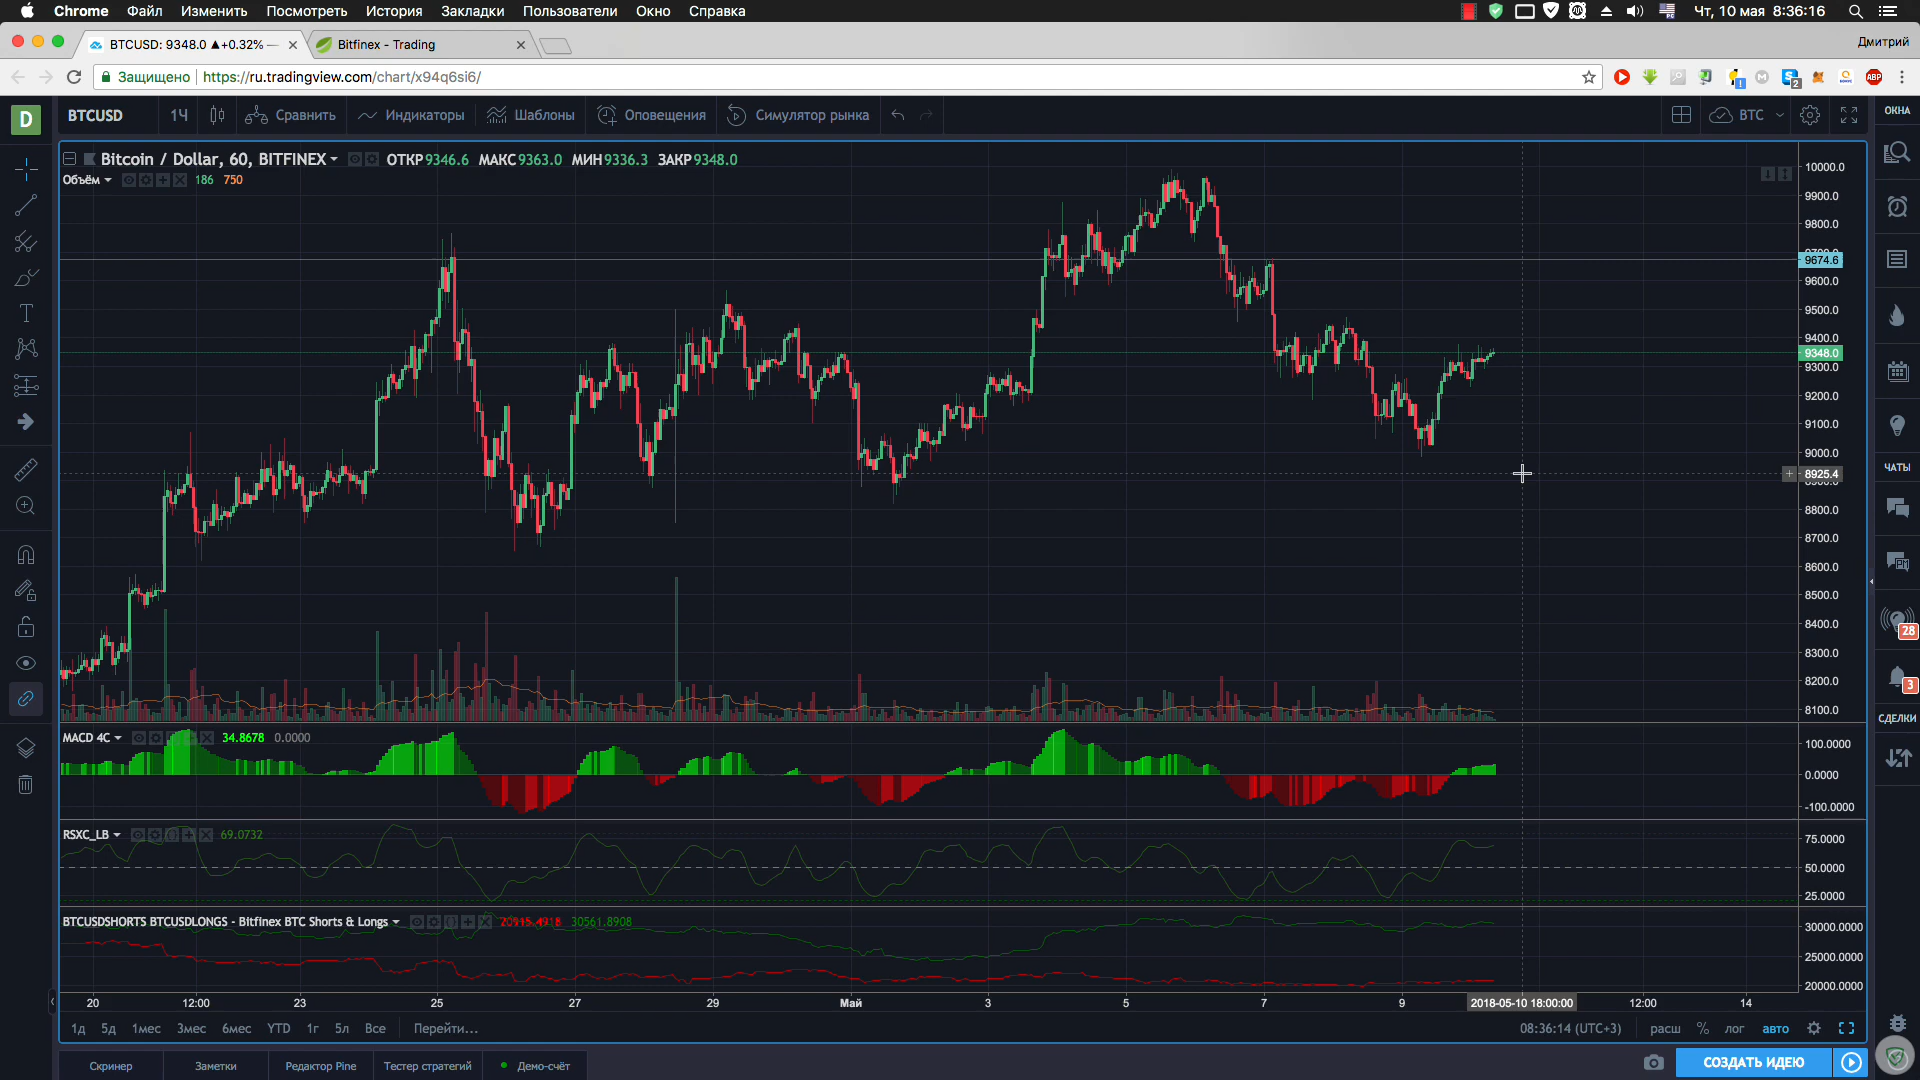 Chrome Файл Изменить Посмотреть История Закладки Пользователи Окно Справка Чт, 10 мая 8:36:16
BTCUSD: 9348.0 ▲+0.32% — Bitfinex - Trading Дмитрий
Защищено https://ru.tradingview.com/chart/x94q6si6/ ABP
D BTCUSD 1Ч Сравнить Индикаторы Шаблоны Оповещения Симулятор рынка BTC ОКНА
Bitcoin / Dollar, 60, BITFINEX ОТКР 9346.6 МАКС 9363.0 МИН 9336.3 ЗАКР 9348.0
Объём 186 750
10000.0
9900.0
9800.0
9700.0
9674.6
9600.0
9500.0
9400.0
9348.0
9300.0
9200.0
9100.0
9000.0
8925.4
8900.0
8800.0
8700.0
8600.0
8500.0
8400.0
8300.0
8200.0
8100.0
ЧАТЫ
28
3
СДЕЛКИ
MACD 4C 34.8678 0.0000
100.0000
0.0000
-100.0000
RSXC_LB 69.0732
75.0000
50.0000
25.0000
BTCUSDSHORTS BTCUSDLONGS - Bitfinex BTC Shorts & Longs 20915.4918 30561.8908
30000.0000
25000.0000
20000.0000
20 12:00 23 25 27 29 Май 3 5 7 9 2018-05-10 18:00:00 12:00 14
1д 5д 1мес 3мес 6мес YTD 1г 5л Все Перейти... 08:36:14 (UTC+3) расш % лог авто
Скринер Заметки Редактор Pine Тестер стратегий Демо-счёт СОЗДАТЬ ИДЕЮ